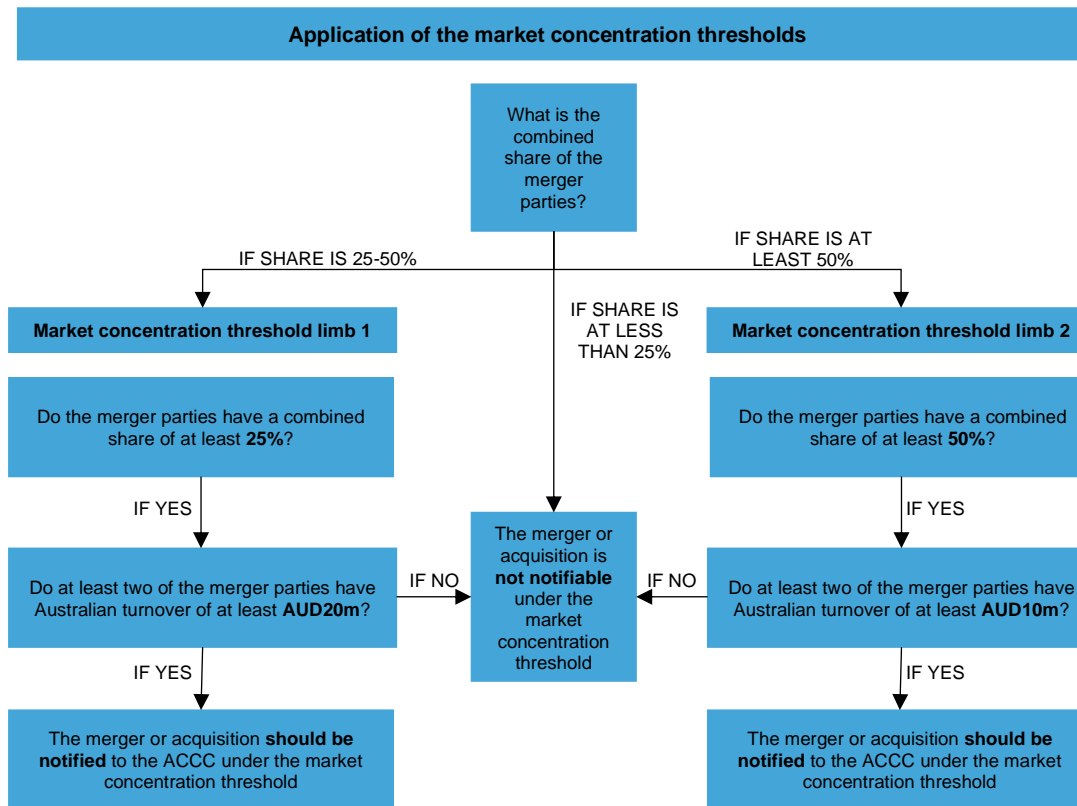 Application of the market concentration thresholds
What is the
combined
share of the
merger
parties?
IF SHARE IS 25-50%
IF SHARE IS AT
LEAST 50%
IF SHARE IS
AT LESS
THAN 25%
Market concentration threshold limb 1
Market concentration threshold limb 2
Do the merger parties have a combined
share of at least 25%?
Do the merger parties have a combined
share of at least 50%?
IF YES
IF YES
Do at least two of the merger parties have
Australian turnover of at least AUD20m?
IF NO
The merger or
acquisition is
not notifiable
under the
market
concentration
threshold
IF NO
Do at least two of the merger parties have
Australian turnover of at least AUD10m?
IF YES
IF YES
The merger or acquisition should be
notified to the ACCC under the market
concentration threshold
The merger or acquisition should be
notified to the ACCC under the market
concentration threshold